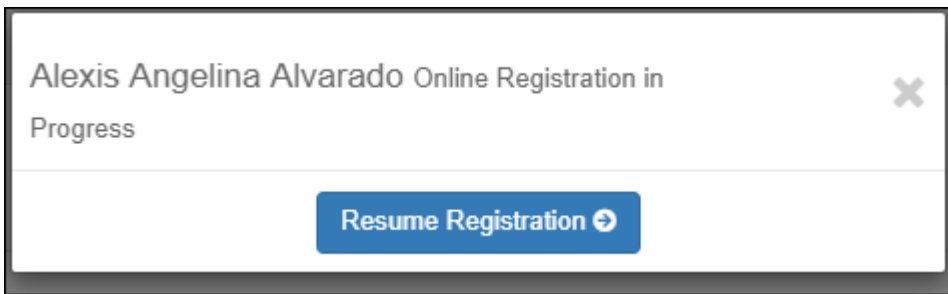 Alexis Angelina Alvarado Online Registration in
Progress
Resume Registration